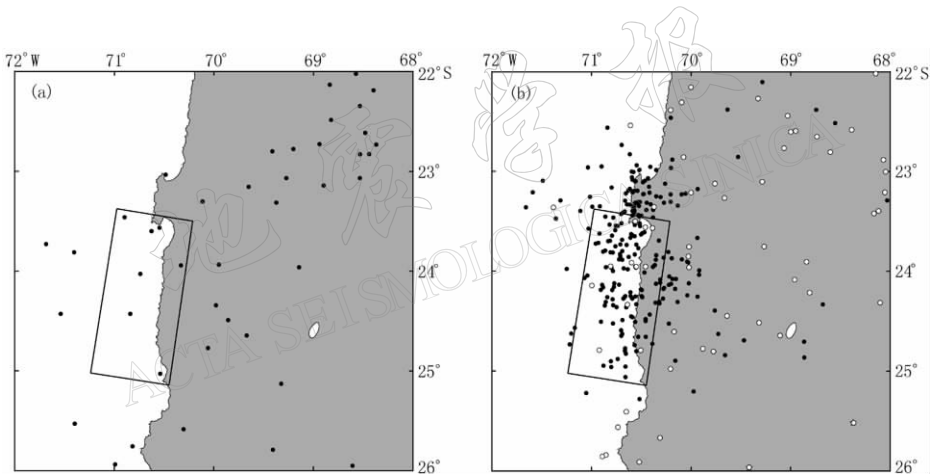 72° W 71° 70° 69° 68°
(a)
22°S
23°
24°
25°
26°
72° W 71° 70° 69° 68°
(b)
22°S
23°
24°
25°
26°
地震学报
ACTA SEISMOLOGICA SINICA